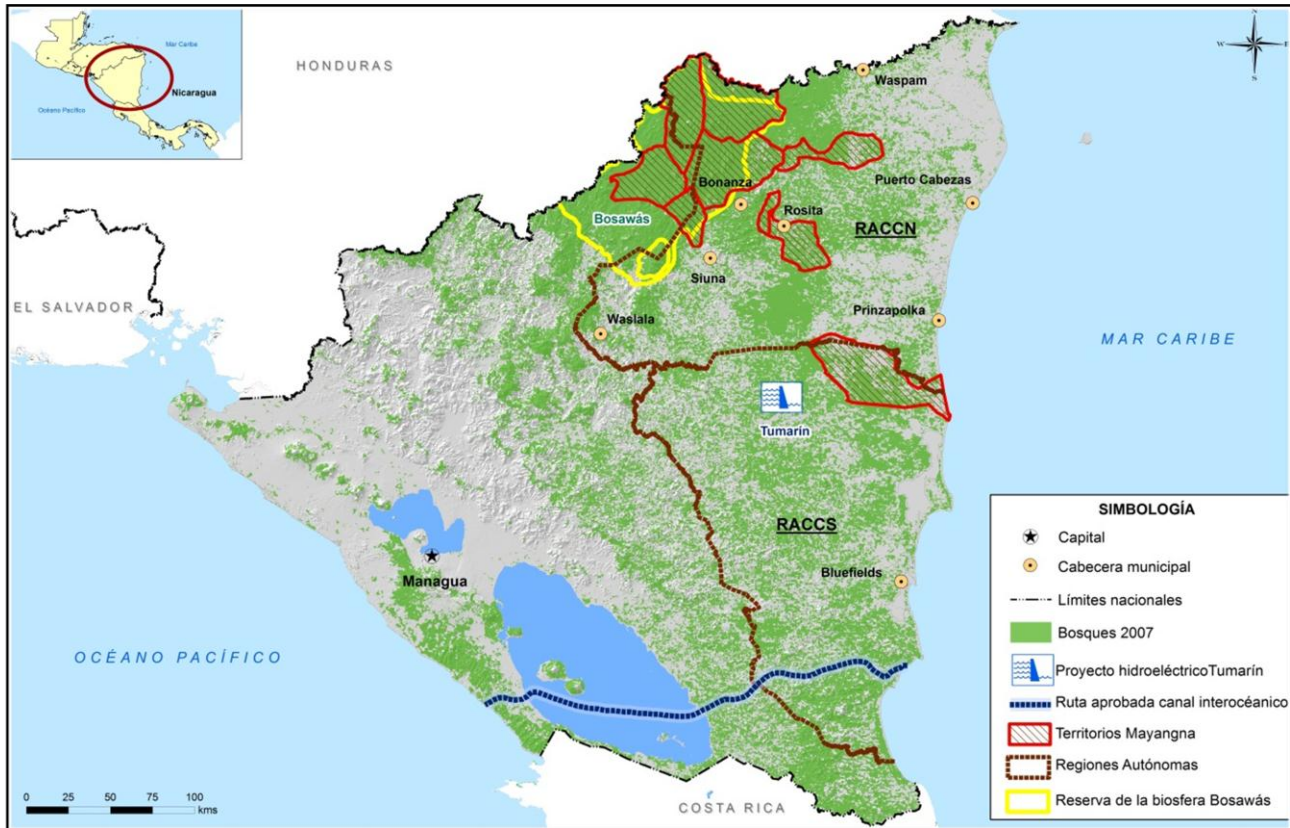 Mar Caribe
Nicaragua
Océano Pacífico
HONDURAS
N
W
E
S
Waspam
Puerto Cabezas
Bonanza
Rosita
Bosawás
RACCN
Siuna
EL SALVADOR
Prinzapolka
Waslala
MAR CARIBE
Tumarín
RACCS
Managua
Bluefields
OCÉANO PACÍFICO
COSTA RICA
0 25 50 75 100
kms
SIMBOLOGÍA
Capital
Cabecera municipal
Límites nacionales
Bosques 2007
Proyecto hidroeléctricoTumarín
Ruta aprobada canal interocéanico
Territorios Mayangna
Regiones Autónomas
Reserva de la biosfera Bosawás